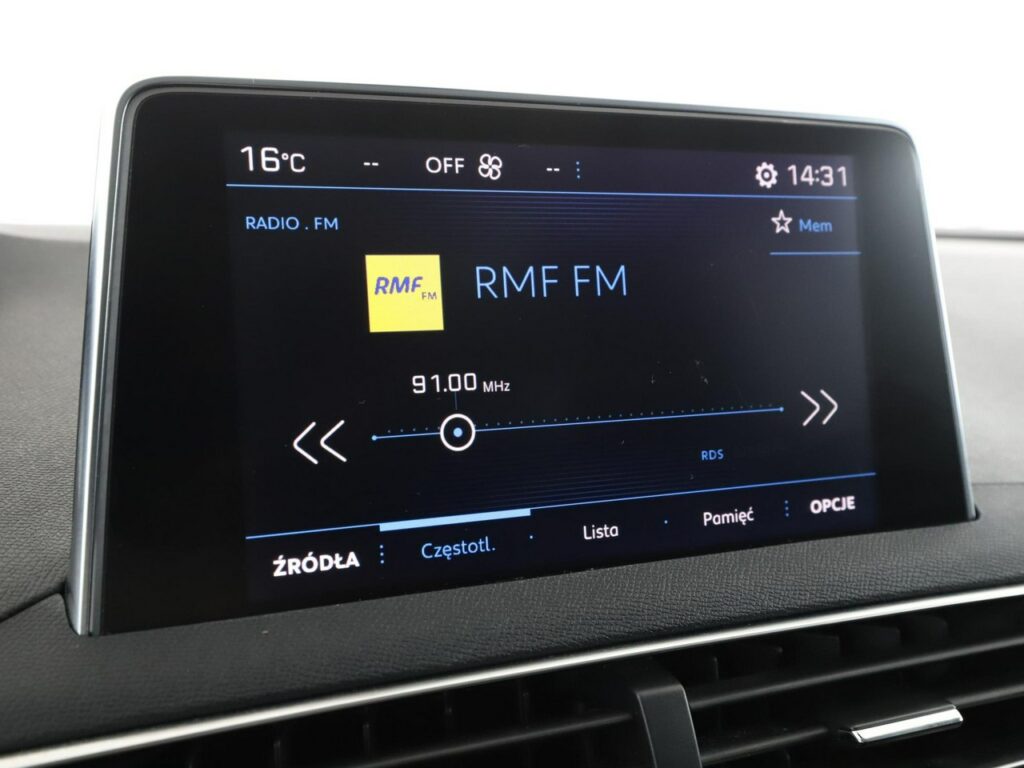 16°C -- OFF -- 14:31
RADIO . FM
Mem
RMF FM
RMF FM
91.00 MHz
RDS
ŹRÓDŁA Częstotl. Lista Pamięć OPCJE